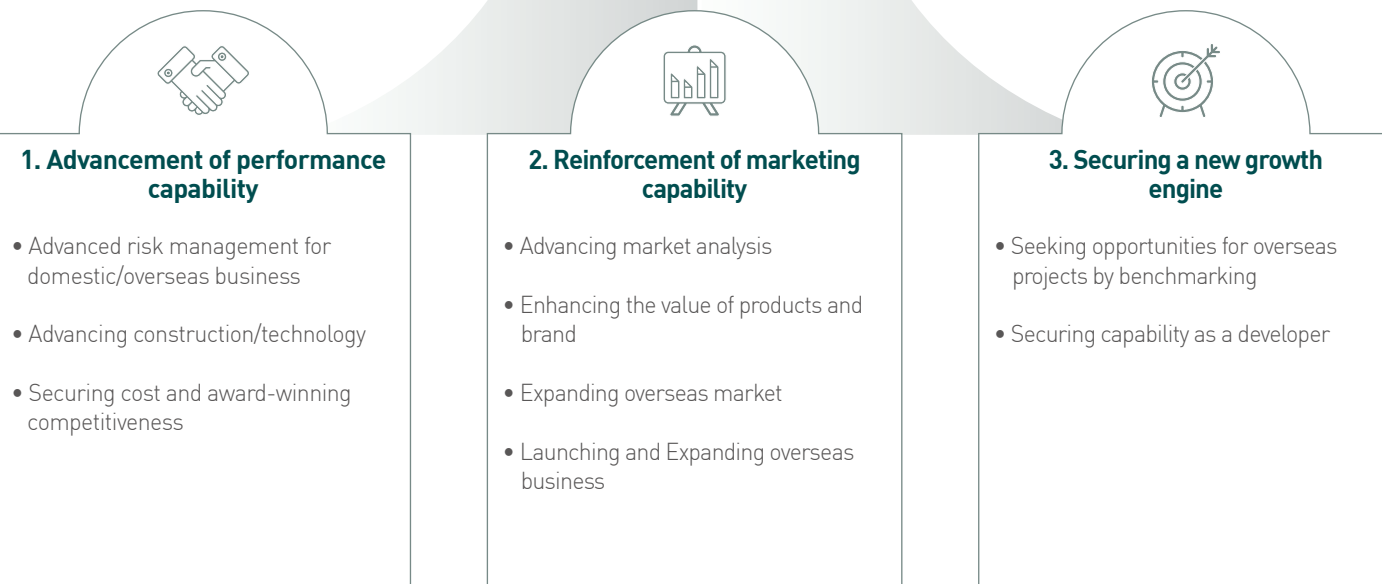 1. Advancement of performance
capability
• Advanced risk management for
domestic/overseas business
• Advancing construction/technology
• Securing cost and award-winning
competitiveness
2. Reinforcement of marketing
capability
• Advancing market analysis
• Enhancing the value of products and
brand
• Expanding overseas market
• Launching and Expanding overseas
business
3. Securing a new growth
engine
• Seeking opportunities for overseas
projects by benchmarking
• Securing capability as a developer